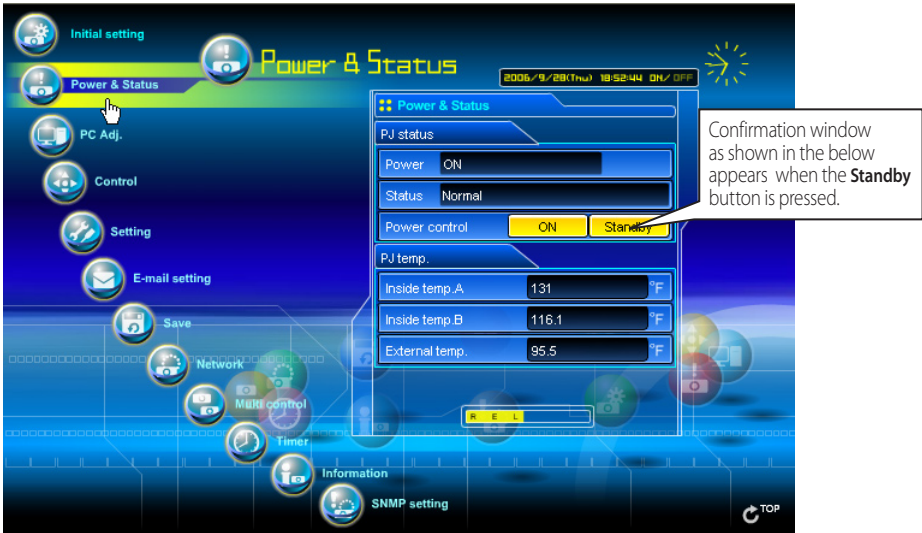 Initial setting
Power & Status
Power & Status
2006/9/28(Thu) 18:52:44 ON/ OFF
PC Adj.
Control
Setting
E-mail setting
Save
Network
Multi control
Timer
Information
SNMP setting
Power & Status
PJ status
Power ON
Status Normal
Power control ON Standby
PJ temp.
Inside temp.A 131 °F
Inside temp.B 116.1 °F
External temp. 95.5 °F
R E L
TOP
Confirmation window
as shown in the below
appears when the Standby
button is pressed.